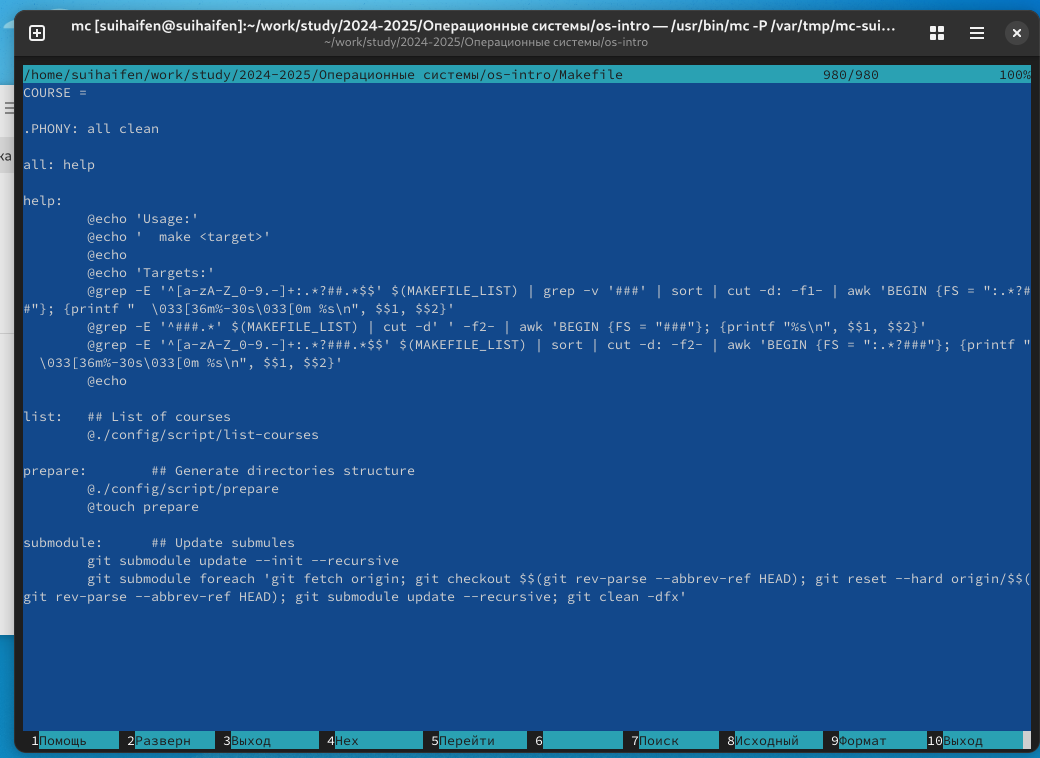 mc [suihaifen@suihaifen]:~/work/study/2024-2025/Операционные системы/os-intro — /usr/bin/mc -P /var/tmp/mc-sui…
~/work/study/2024-2025/Операционные системы/os-intro
/home/suihaifen/work/study/2024-2025/Операционные системы/os-intro/Makefile 980/980 100%
COURSE =
.PHONY: all clean
ка
all: help
help:
@echo 'Usage:'
@echo '  make <target>'
@echo
@echo 'Targets:'
@grep -E '^[a-zA-Z_0-9.-]+:.*?##.*$$' $(MAKEFILE_LIST) | grep -v '###' | sort | cut -d: -f1- | awk 'BEGIN {FS = ":.*?#
#"}; {printf "  \033[36m%-30s\033[0m %s\n", $$1, $$2}'
@grep -E '^###.*' $(MAKEFILE_LIST) | cut -d' ' -f2- | awk 'BEGIN {FS = "###"}; {printf "%s\n", $$1, $$2}'
@grep -E '^[a-zA-Z_0-9.-]+:.*?###.*$$' $(MAKEFILE_LIST) | sort | cut -d: -f2- | awk 'BEGIN {FS = ":.*?###"}; {printf "
\033[36m%-30s\033[0m %s\n", $$1, $$2}'
@echo
list:   ## List of courses
@./config/script/list-courses
prepare:        ## Generate directories structure
@./config/script/prepare
@touch prepare
submodule:      ## Update submules
git submodule update --init --recursive
git submodule foreach 'git fetch origin; git checkout $$(git rev-parse --abbrev-ref HEAD); git reset --hard origin/$$(
git rev-parse --abbrev-ref HEAD); git submodule update --recursive; git clean -dfx'
1Помощь 2Разверн 3Выход 4Hex 5Перейти 6 7Поиск 8Исходный 9Формат 10Выход